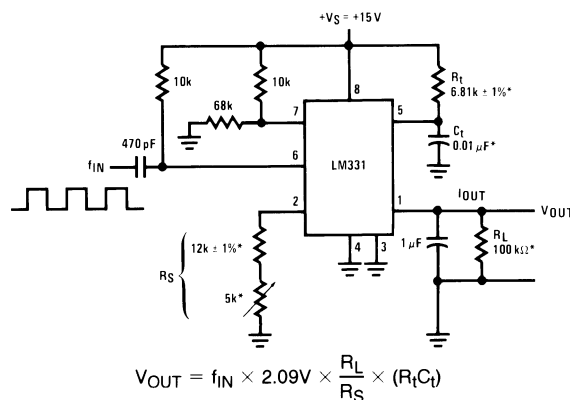 +VS = +15V
10k
10k
Rt
6.81k ± 1%*
68k
7
8
5
Ct
0.01 µF*
470 pF
fIN
6
LM331
2
1
iOUT
VOUT
12k ± 1%*
RS
5k*
4
3
1µF
RL
100 kΩ*
VOUT = fIN × 2.09V × RL/RS × (RtCt)